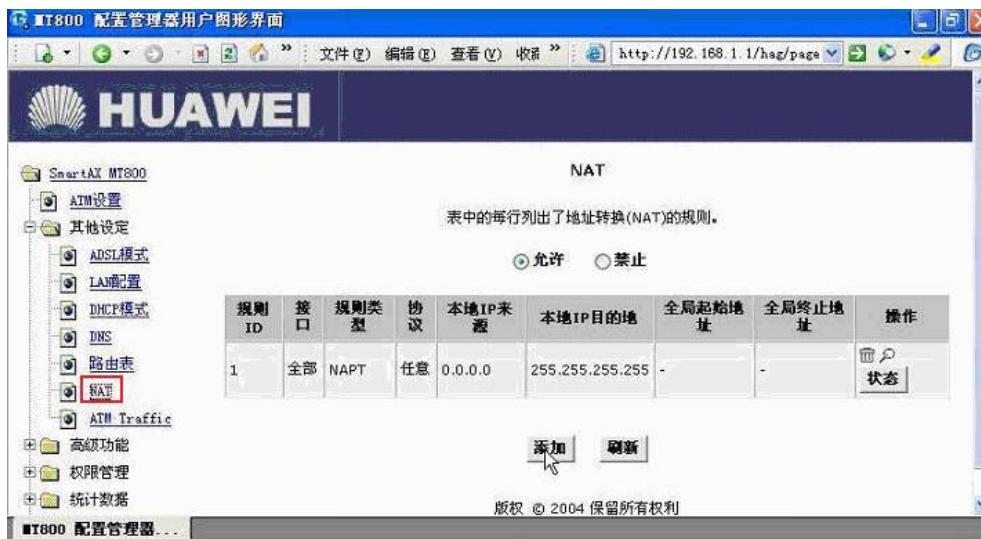 MT800 配置管理器用户图形界面
文件(F) 编辑(E) 查看(V) 收藏 » http://192.168.1.1/hag/page
HUAWEI
SmartAX MT800
ATM设置
其他设定
ADSL模式
LAN配置
DHCP模式
DNS
路由表
NAT
ATM Traffic
高级功能
权限管理
统计数据
NAT
表中的每行列出了地址转换(NAT)的规则。
允许 禁止
规则ID 接口 规则类型 协议 本地IP来源 本地IP目的地 全局起始地址 全局终止地址 操作
1 全部 NAPT 任意 0.0.0.0 255.255.255.255 - - 状态
添加 刷新
版权 © 2004 保留所有权利
MT800 配置管理器...